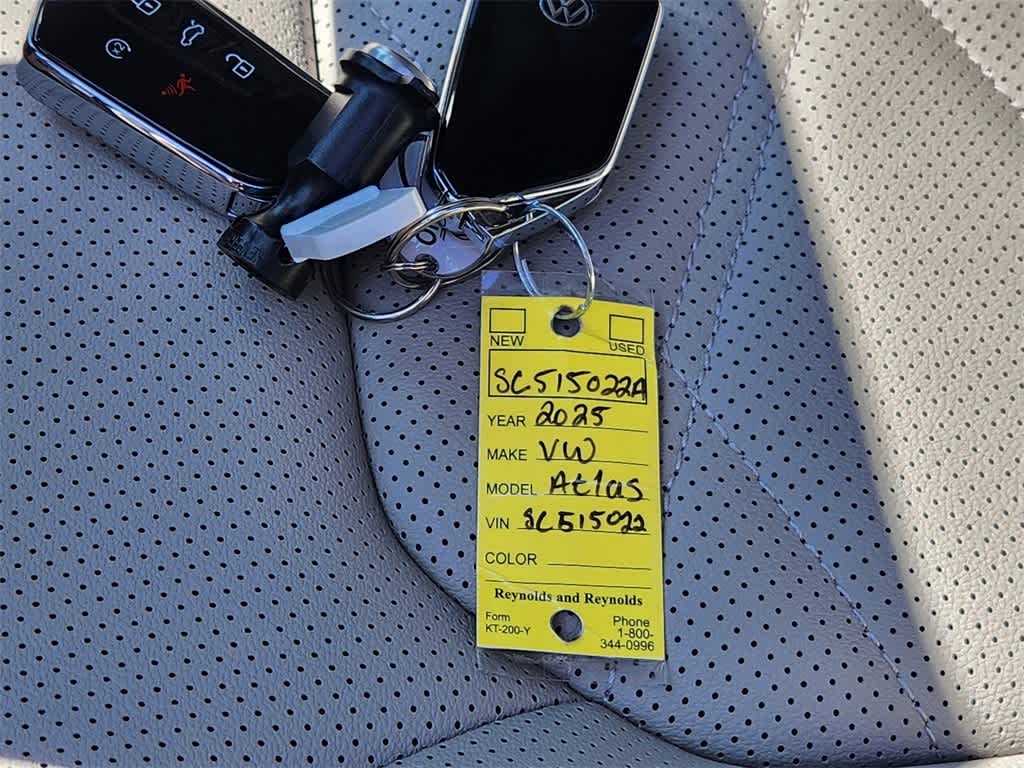 NEW USED
SC515022A
YEAR 2025
MAKE VW
MODEL Atlas
VIN SC515022
COLOR
Reynolds and Reynolds
Form
KT-200-Y
Phone
1-800-
344-0996